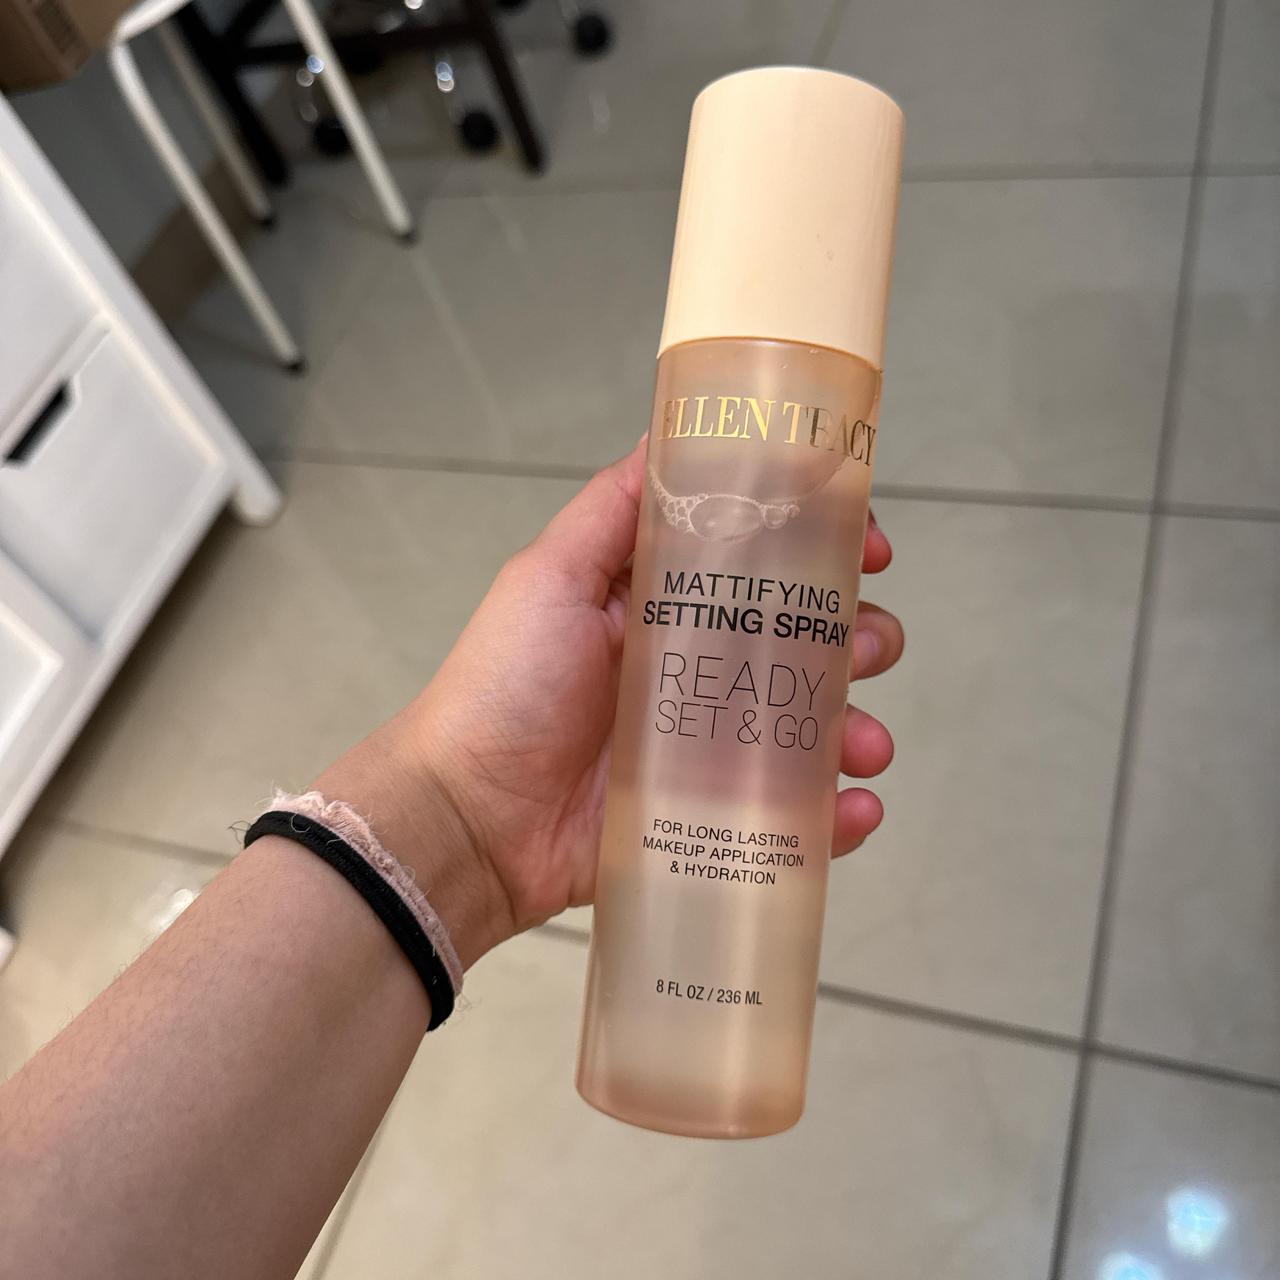 ELLEN TRACY
MATTIFYING
SETTING SPRAY
READY
SET & GO
FOR LONG LASTING
MAKEUP APPLICATION
& HYDRATION
8 FL OZ / 236 ML